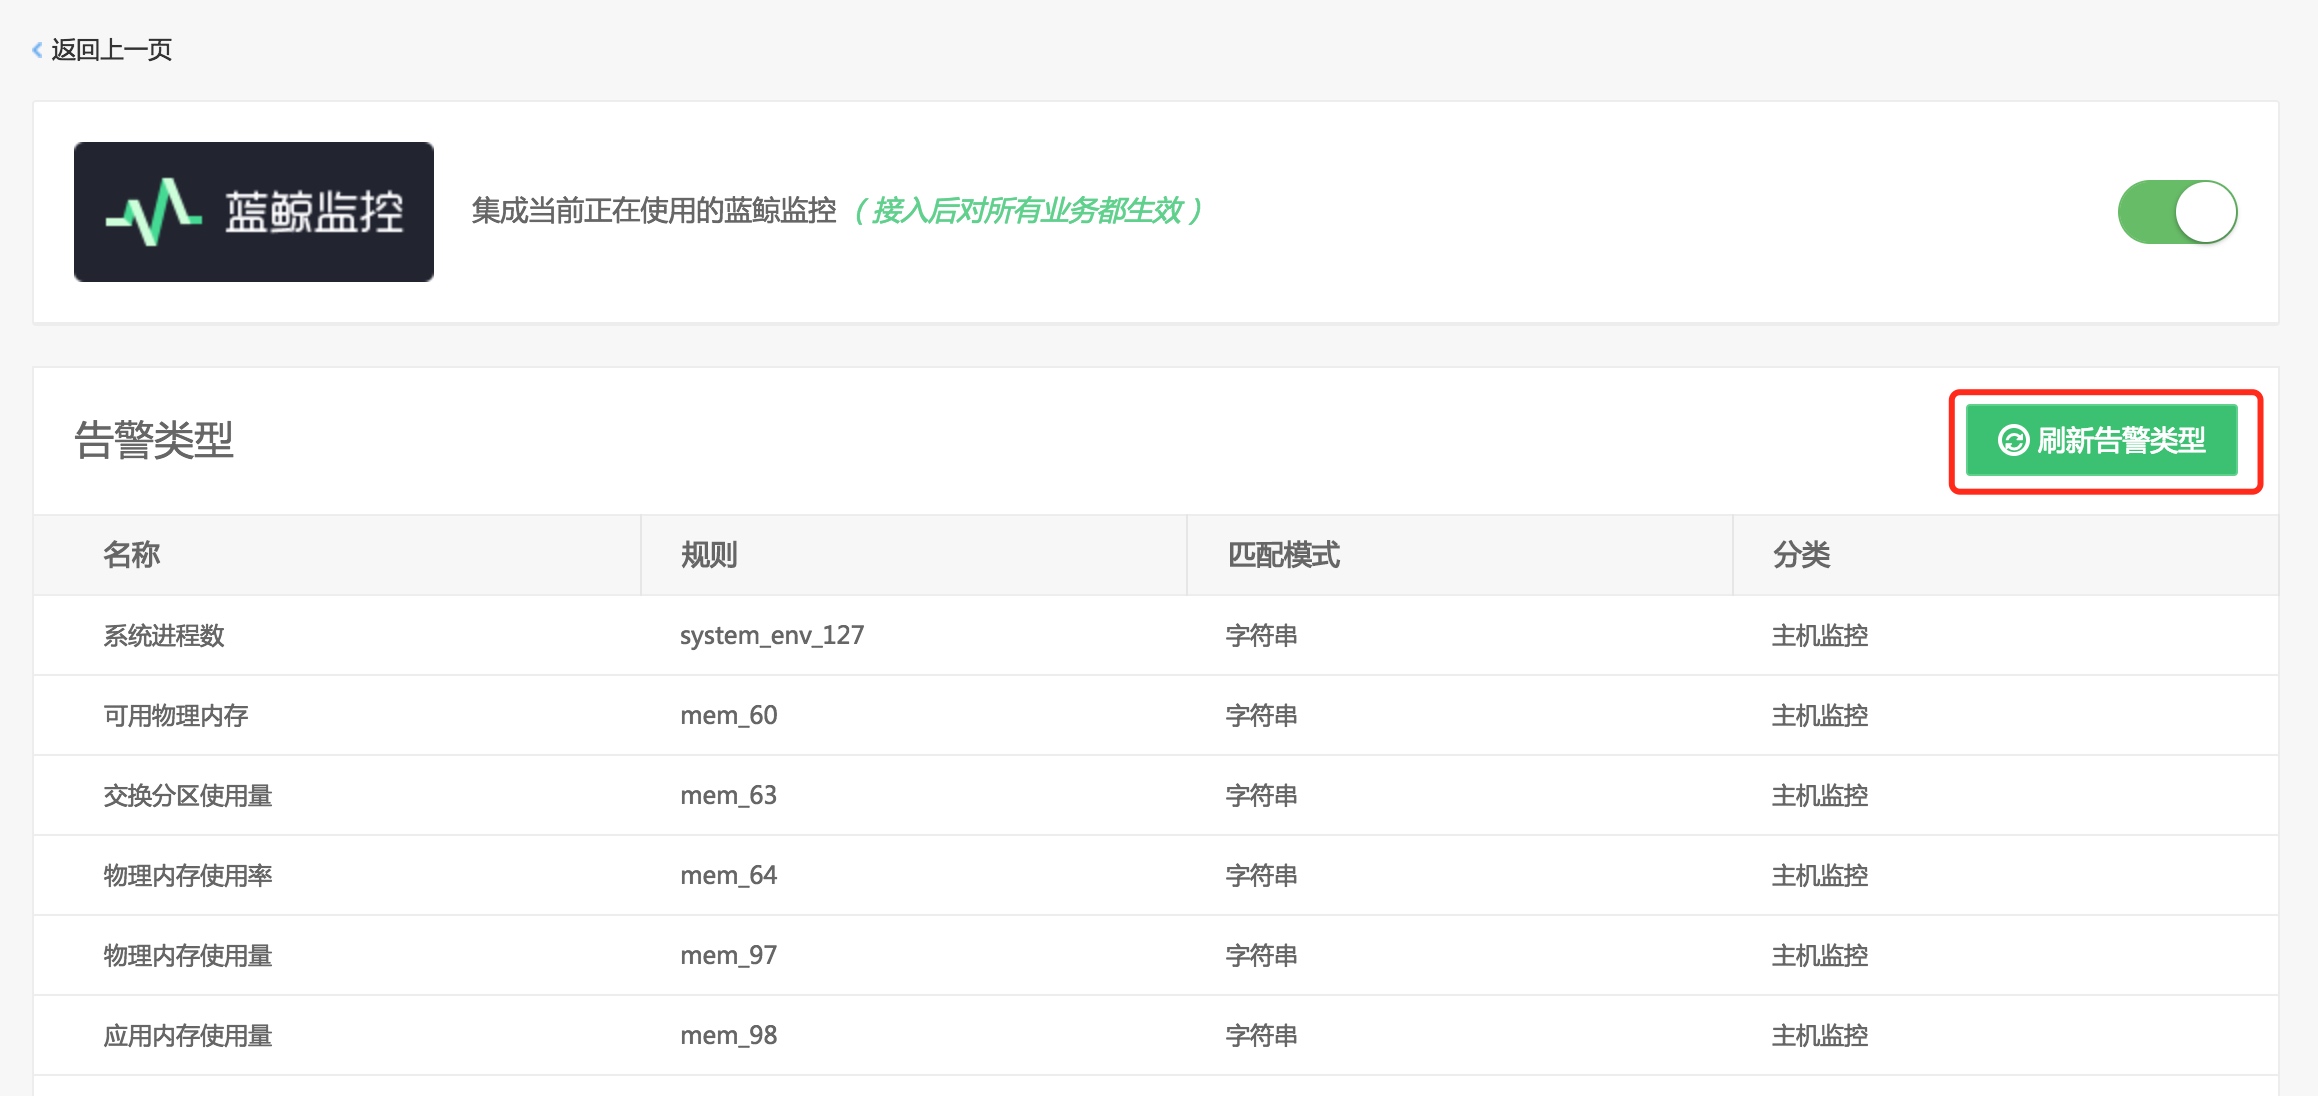 返回上一页
蓝鲸监控
集成当前正在使用的蓝鲸监控 （接入后对所有业务都生效）
告警类型
刷新告警类型
名称 规则 匹配模式 分类
系统进程数 system_env_127 字符串 主机监控
可用物理内存 mem_60 字符串 主机监控
交换分区使用量 mem_63 字符串 主机监控
物理内存使用率 mem_64 字符串 主机监控
物理内存使用量 mem_97 字符串 主机监控
应用内存使用量 mem_98 字符串 主机监控